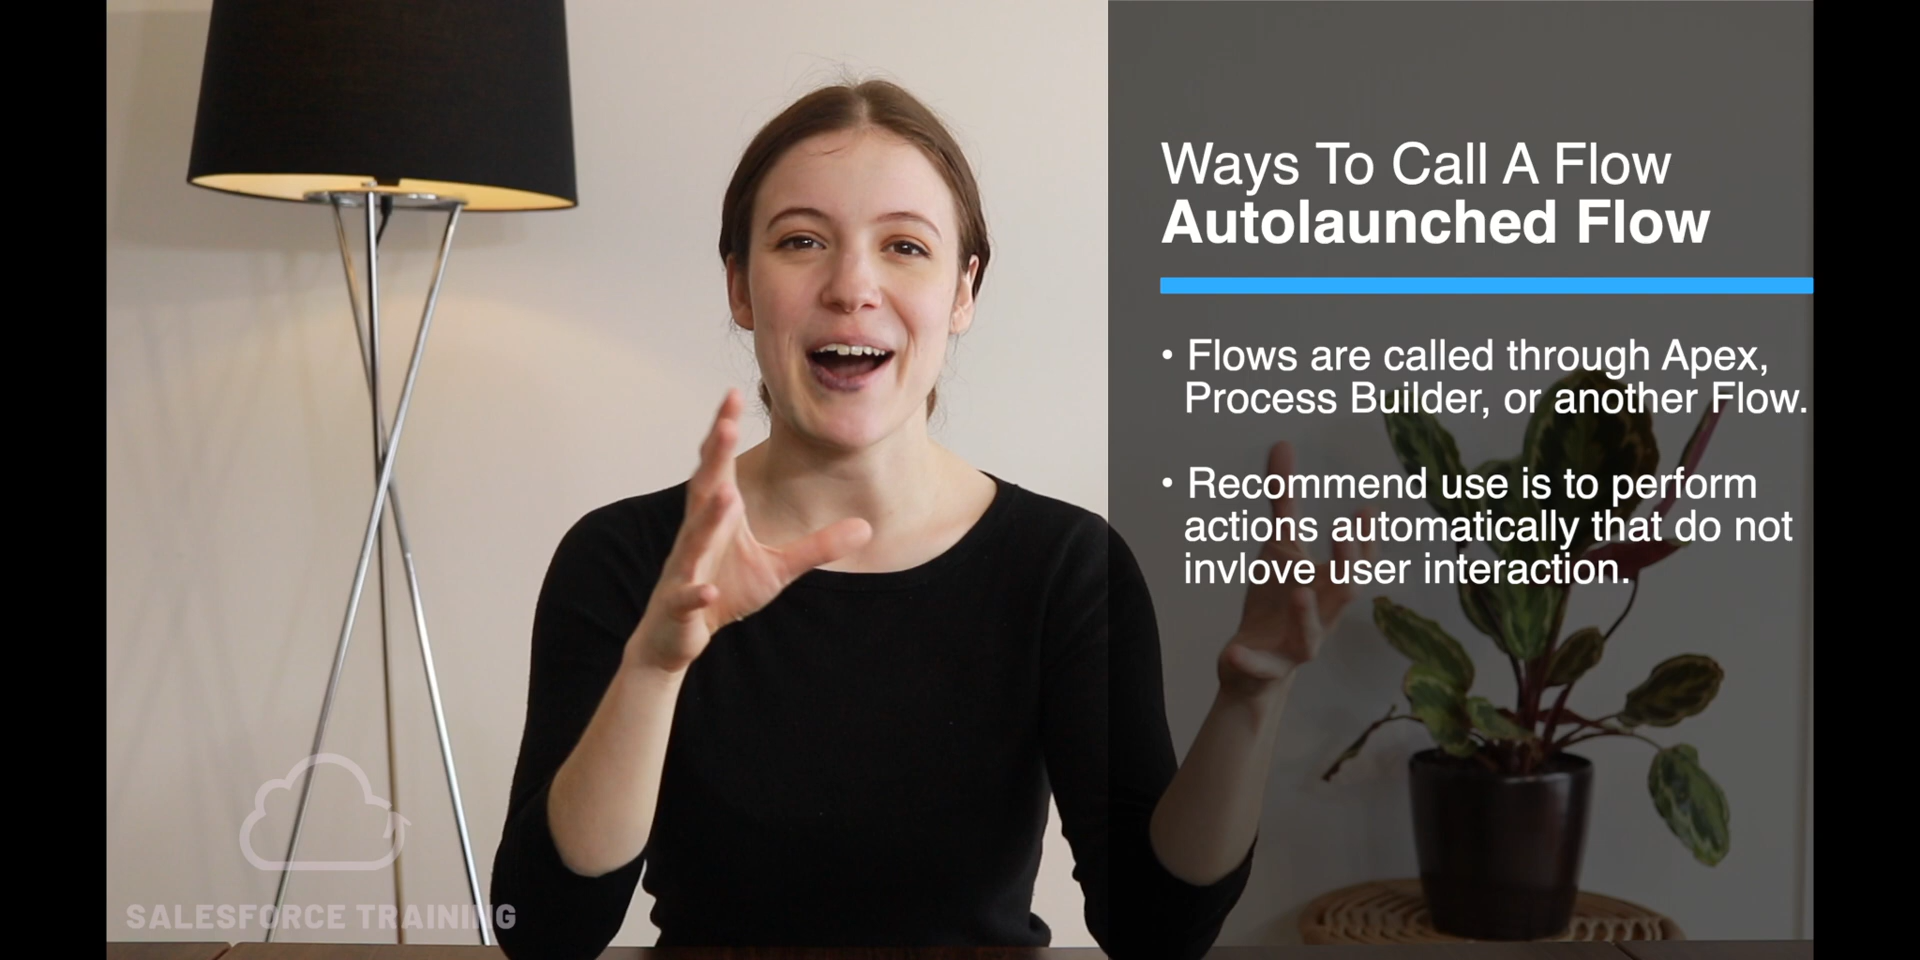 Ways To Call A Flow
Autolaunched Flow
• Flows are called through Apex,
Process Builder, or another Flow.
• Recommend use is to perform
actions automatically that do not
invlove user interaction.
SALESFORCE TRAINING